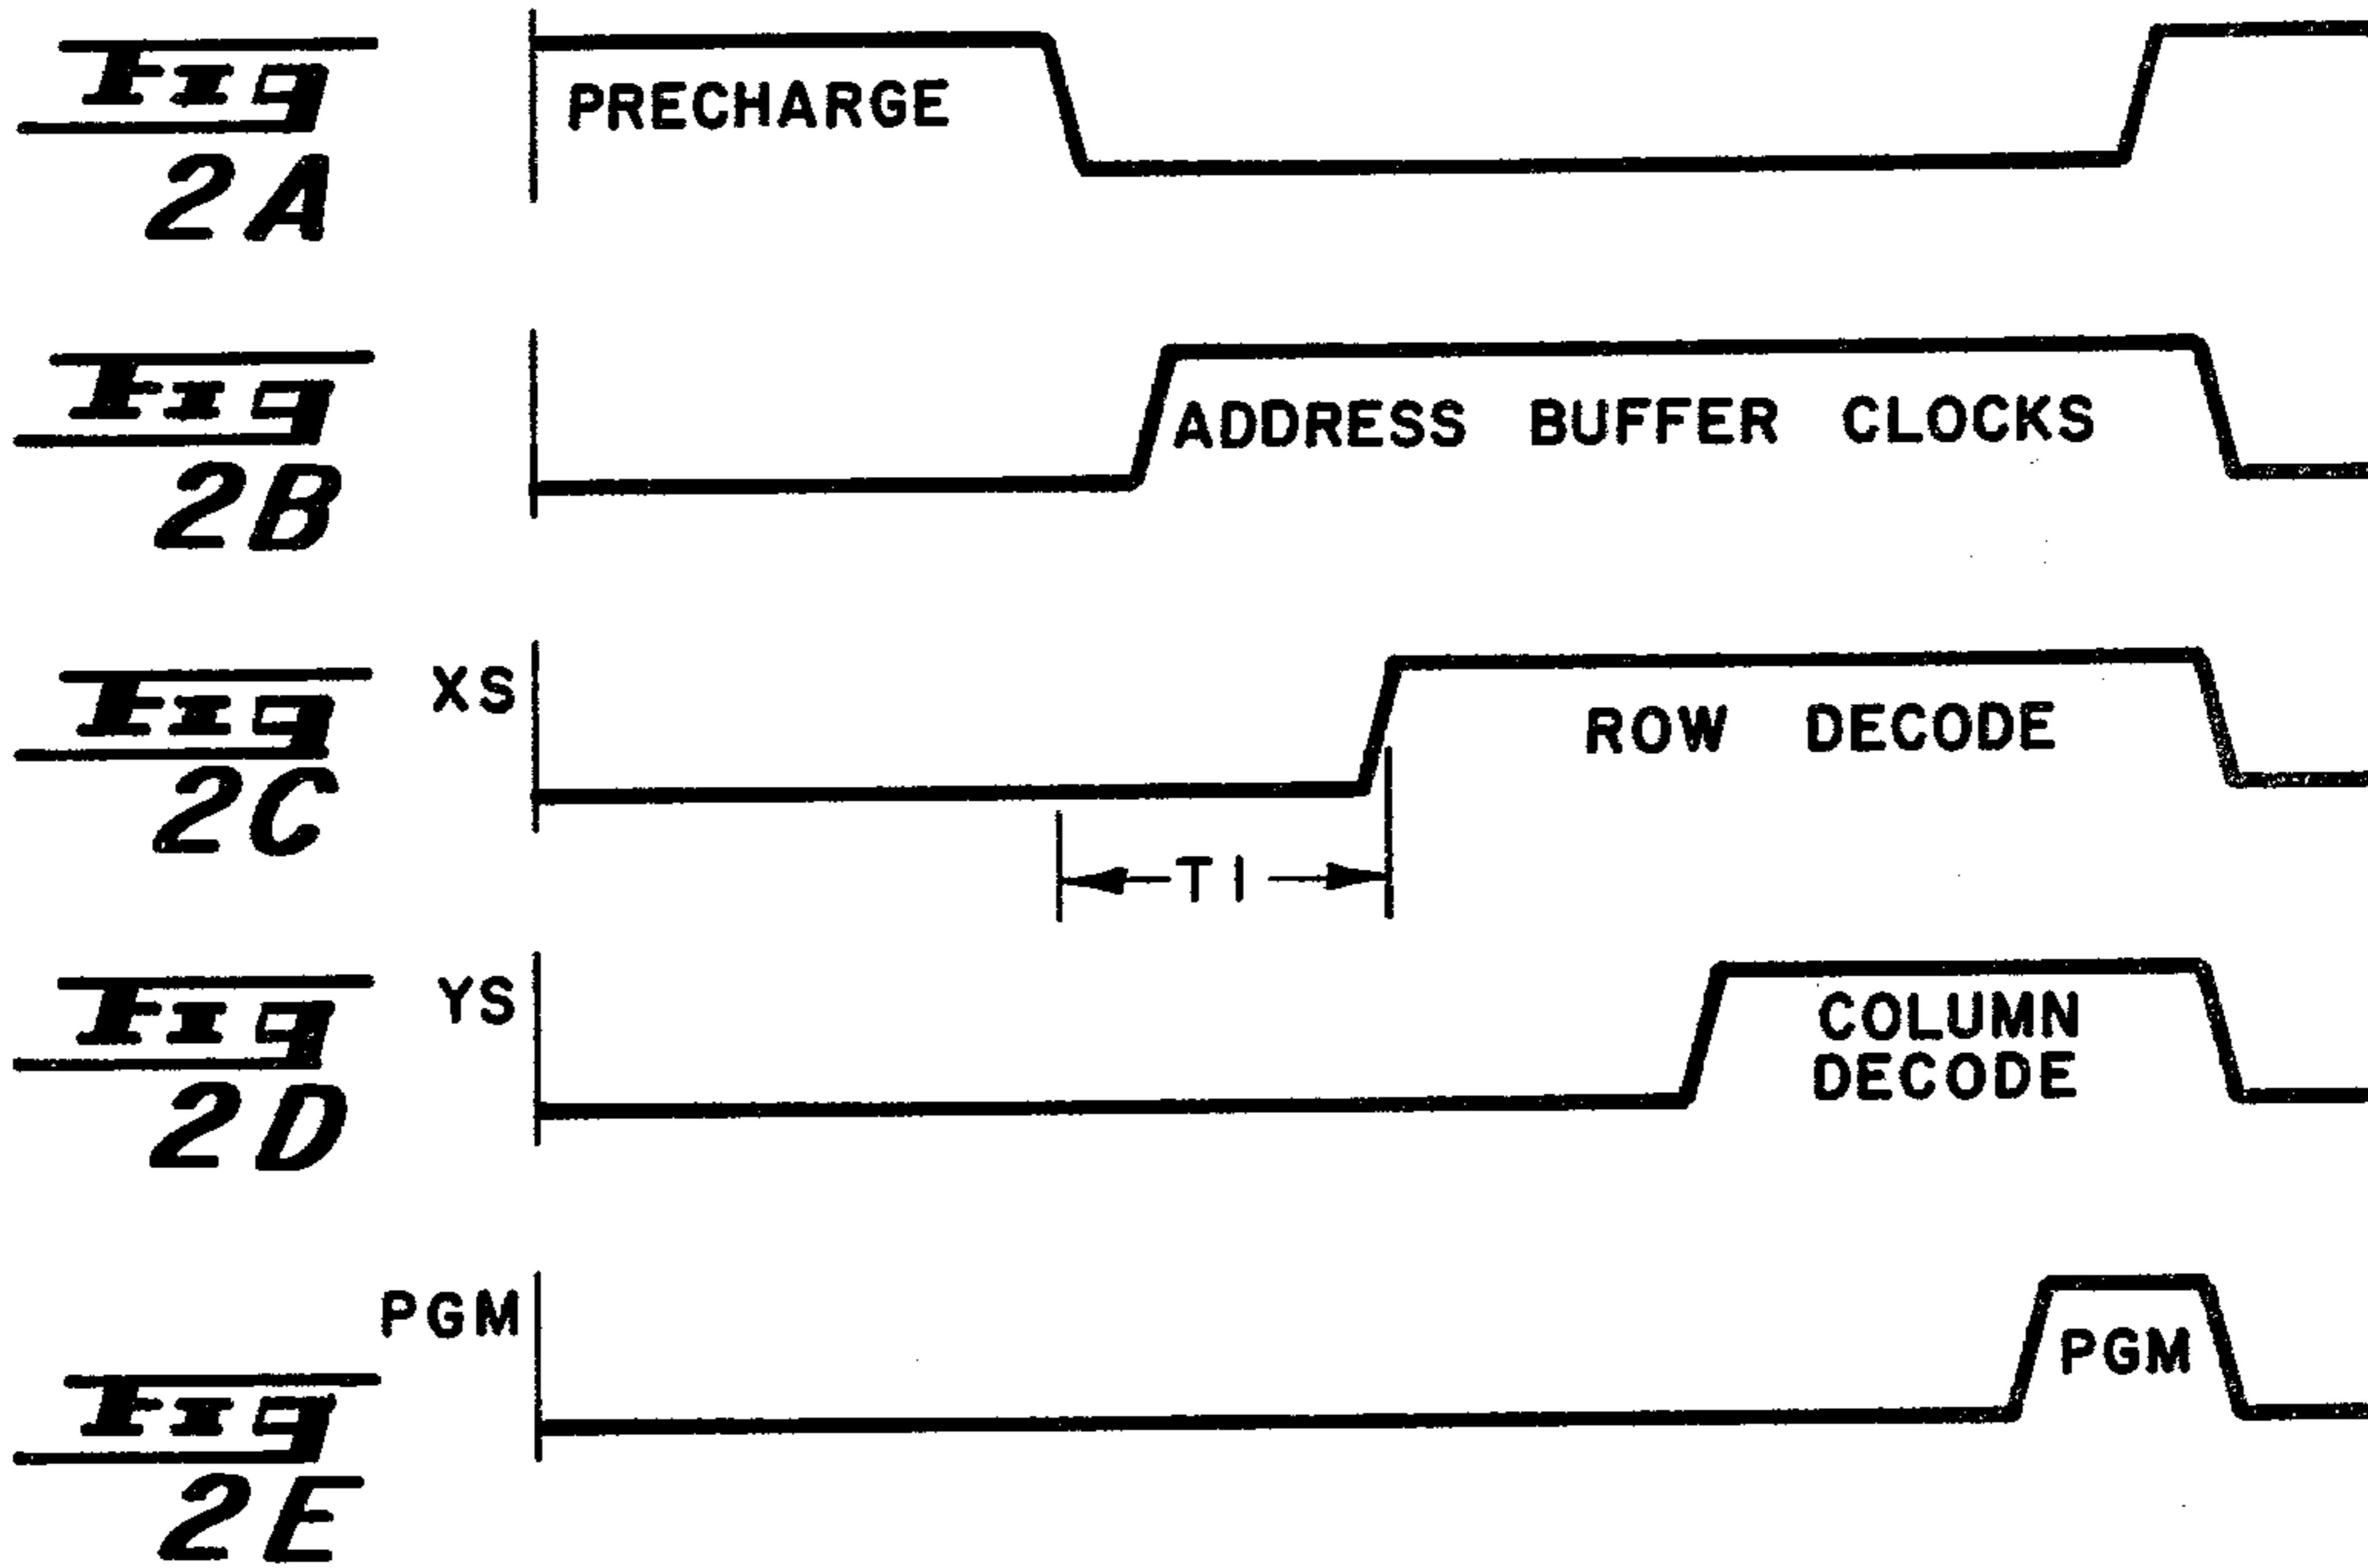 Fig
2A
PRECHARGE
Fig
2B
ADDRESS BUFFER CLOCKS
Fig
2C
XS
ROW DECODE
T1
Fig
2D
YS
COLUMN
DECODE
Fig
2E
PGM
PGM